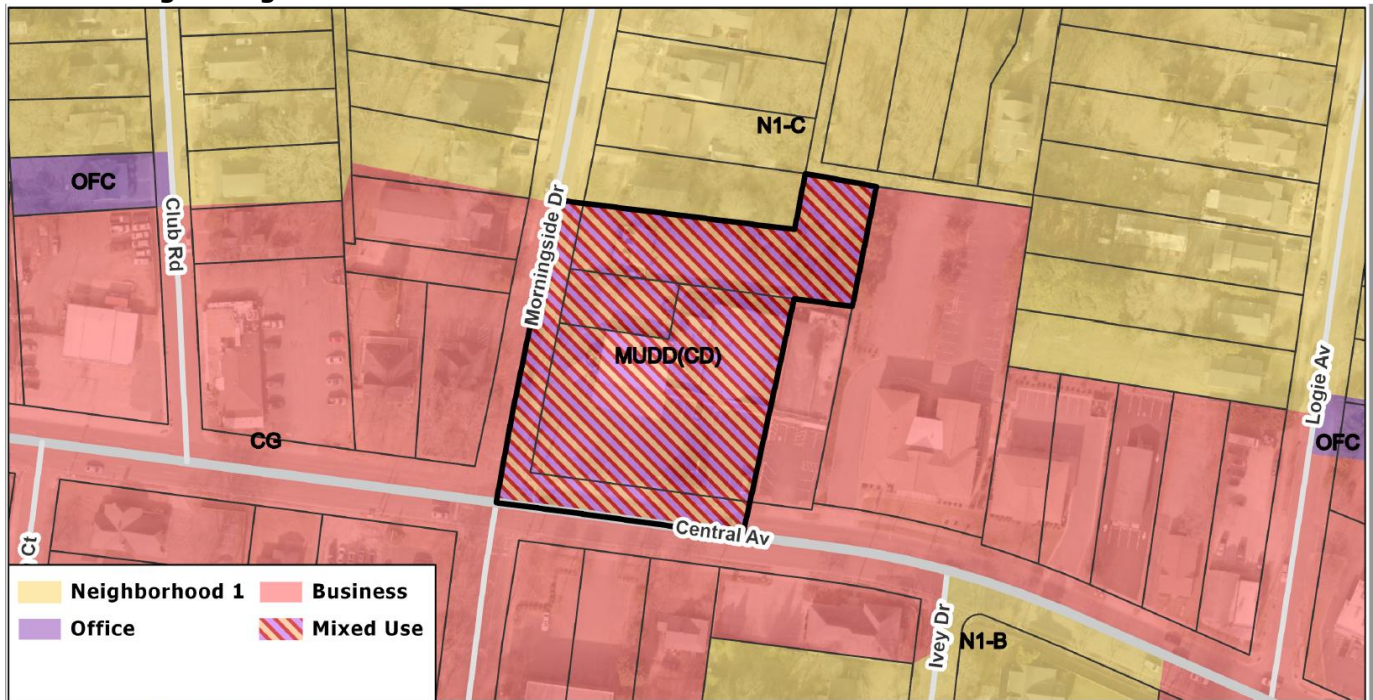 N1-C
OFC
Club Rd
Morningside Dr
MUDD(CD)
Logie Av
CG
OFC
Central Av
Ct
Ivey Dr
N1-B
Neighborhood 1
Business
Office
Mixed Use